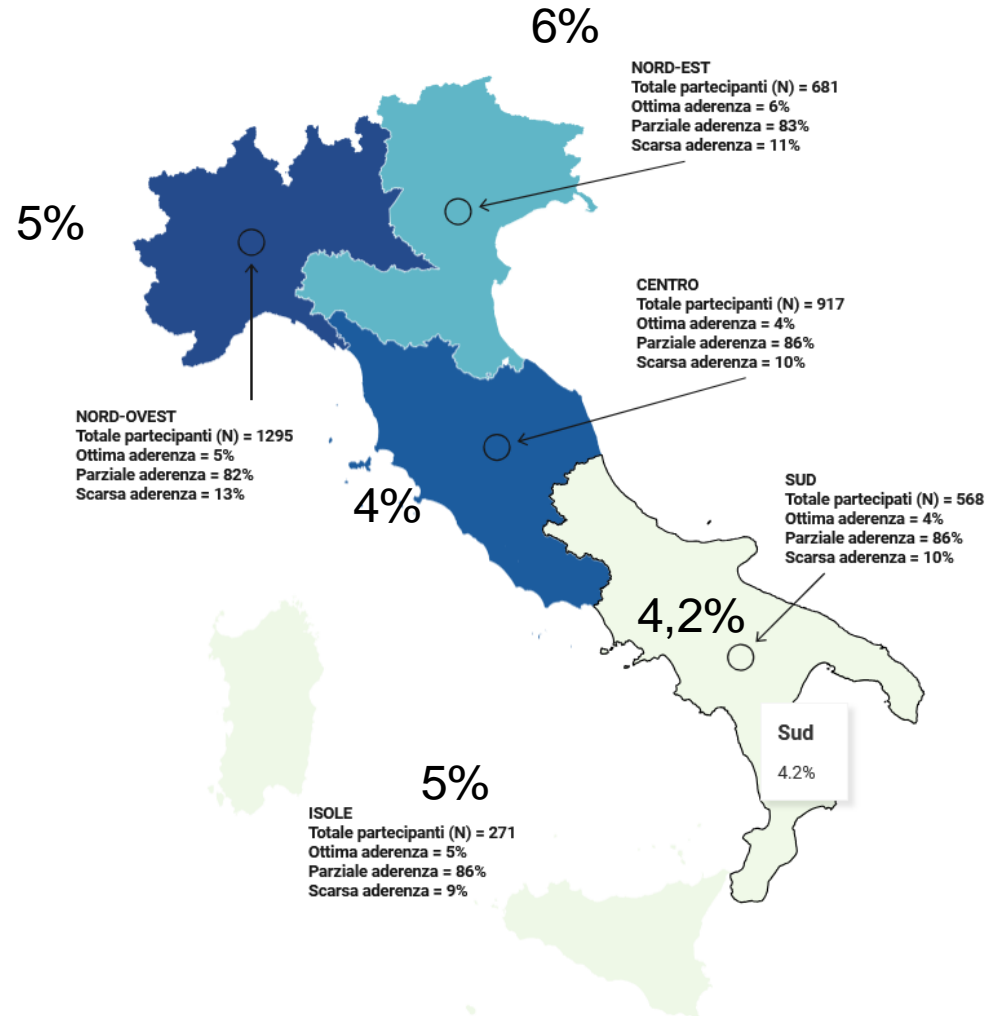 6%
NORD-EST
Totale partecipanti (N) = 681
Ottima aderenza = 6%
Parziale aderenza = 83%
Scarsa aderenza = 11%
5%
CENTRO
Totale partecipanti (N) = 917
Ottima aderenza = 4%
Parziale aderenza = 86%
Scarsa aderenza = 10%
NORD-OVEST
Totale partecipanti (N) = 1295
Ottima aderenza = 5%
Parziale aderenza = 82%
Scarsa aderenza = 13%
4%
SUD
Totale partecipati (N) = 568
Ottima aderenza = 4%
Parziale aderenza = 86%
Scarsa aderenza = 10%
4,2%
Sud
4.2%
5%
ISOLE
Totale partecipanti (N) = 271
Ottima aderenza = 5%
Parziale aderenza = 86%
Scarsa aderenza = 9%